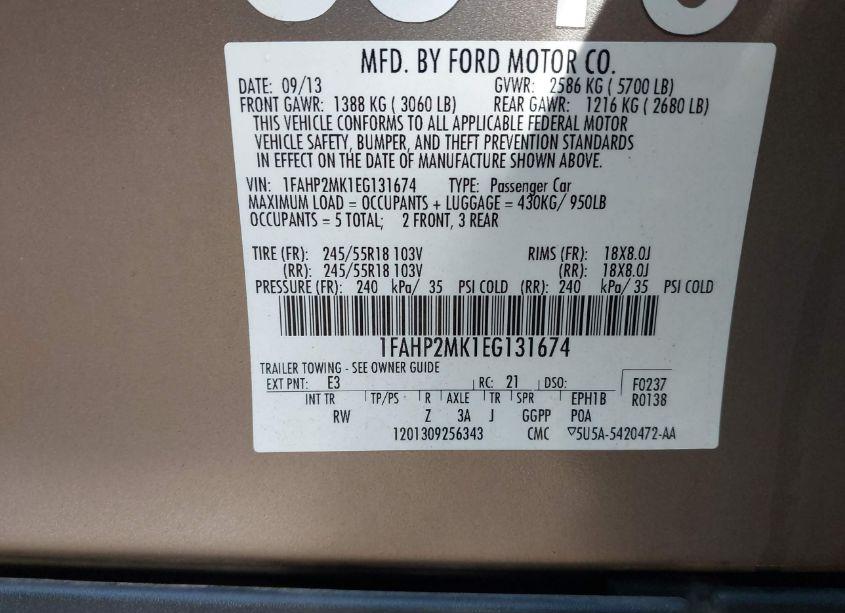 MFD. BY FORD MOTOR CO.
DATE: 09/13 GVWR: 2586 KG ( 5700 LB)
FRONT GAWR: 1388 KG ( 3060 LB) REAR GAWR: 1216 KG ( 2680 LB)
THIS VEHICLE CONFORMS TO ALL APPLICABLE FEDERAL MOTOR
VEHICLE SAFETY, BUMPER, AND THEFT PREVENTION STANDARDS
IN EFFECT ON THE DATE OF MANUFACTURE SHOWN ABOVE.
VIN: 1FAHP2MK1EG131674 TYPE: Passenger Car
MAXIMUM LOAD = OCCUPANTS + LUGGAGE = 430KG/ 950LB
OCCUPANTS = 5 TOTAL; 2 FRONT, 3 REAR
TIRE (FR): 245/55R18 103V RIMS (FR): 18X8.0J
(RR): 245/55R18 103V (RR): 18X8.0J
PRESSURE (FR): 240 kPa/ 35 PSI COLD (RR): 240 kPa/ 35 PSI COLD
1FAHP2MK1EG131674
TRAILER TOWING - SEE OWNER GUIDE
EXT PNT: E3 RC: 21 DSO: F0237
INT TR TP/PS R AXLE TR SPR EPH1B R0138
RW Z 3A J GGPP P0A
1201309256343 CMC ▽5U5A-5420472-AA